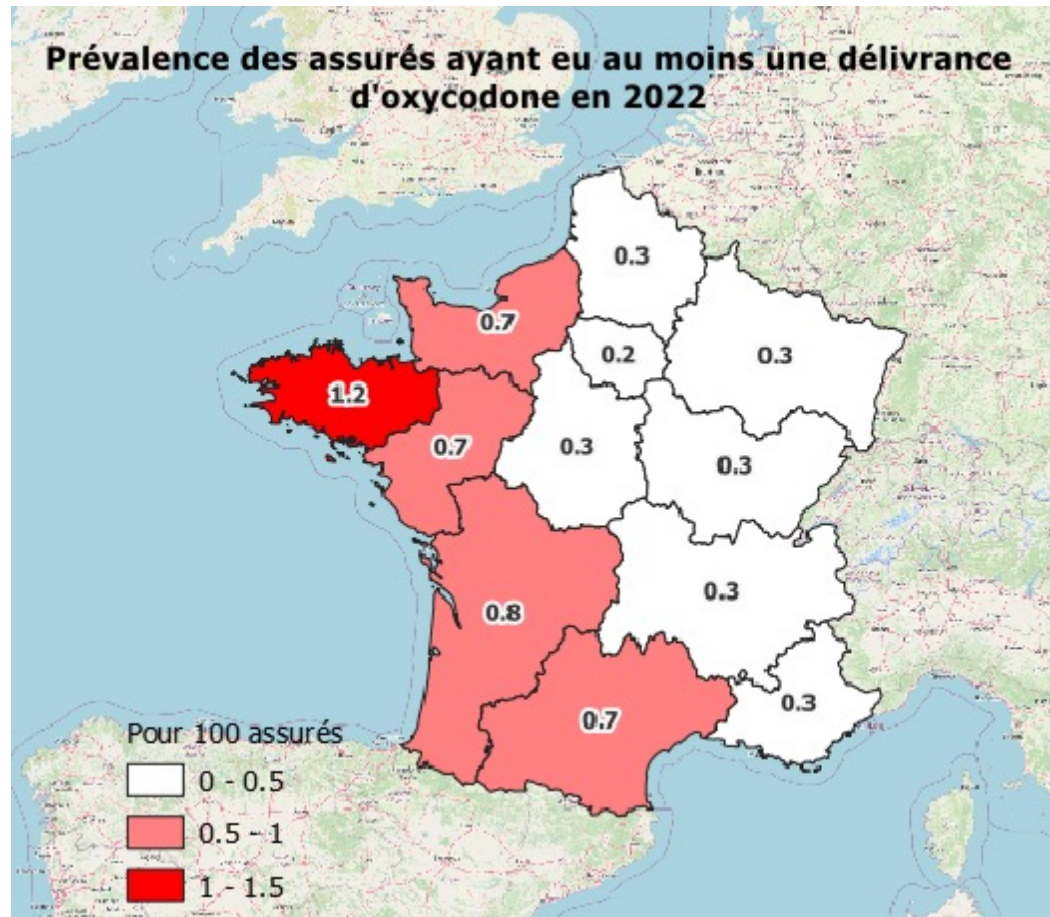 Prévalence des assurés ayant eu au moins une délivrance
d'oxycodone en 2022
0.3
0.7
0.2
0.3
1.2
0.7
0.3
0.3
0.3
0.8
0.3
0.7
Pour 100 assurés
0 - 0.5
0.5 - 1
1 - 1.5